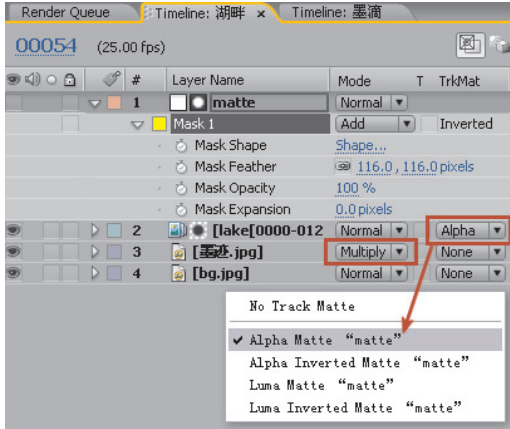 Render Queue Timeline: 湖畔 × Timeline: 墨滴
00054 (25.00 fps)
# Layer Name Mode T TrkMat
1 matte Normal
Mask 1 Add Inverted
Mask Shape Shape...
Mask Feather 116.0, 116.0 pixels
Mask Opacity 100 %
Mask Expansion 0.0 pixels
2 [lake[0000-012 Normal Alpha
3 [墨迹.jpg] Multiply None
4 [bg.jpg] Normal None
No Track Matte
✓ Alpha Matte “matte”
Alpha Inverted Matte “matte”
Luma Matte “matte”
Luma Inverted Matte “matte”